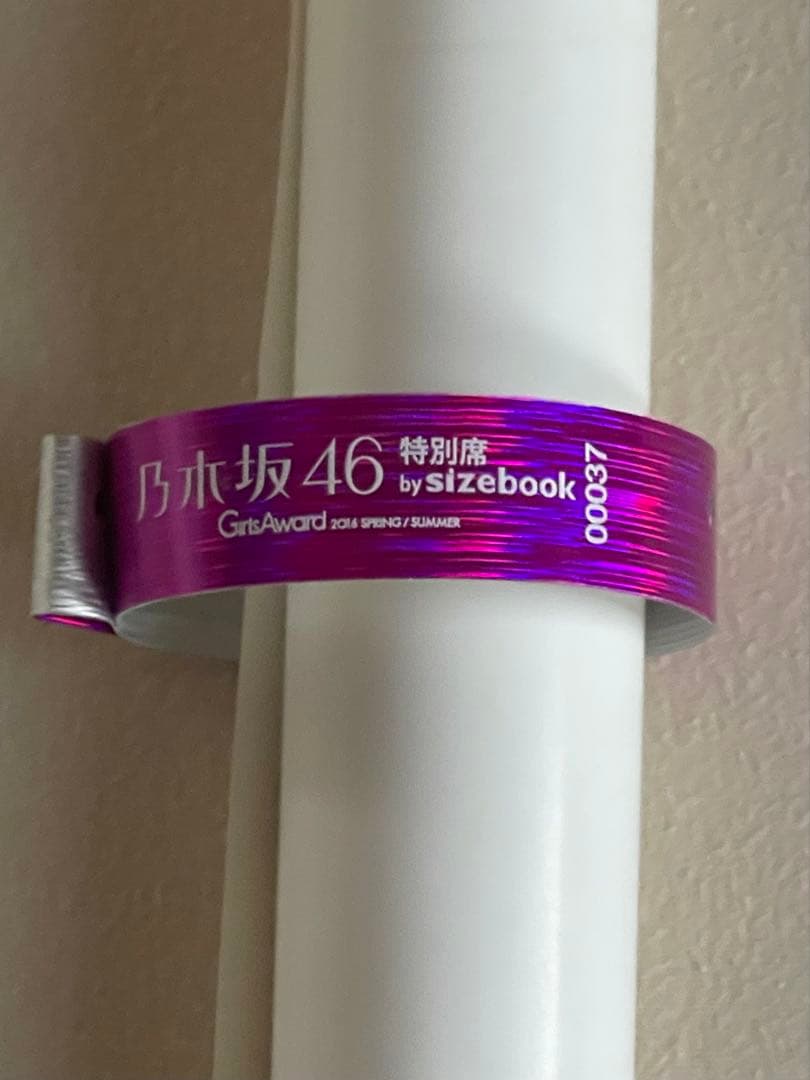 乃木坂46 特別席
by sizebook
GirlsAward 2016 SPRING / SUMMER
00037